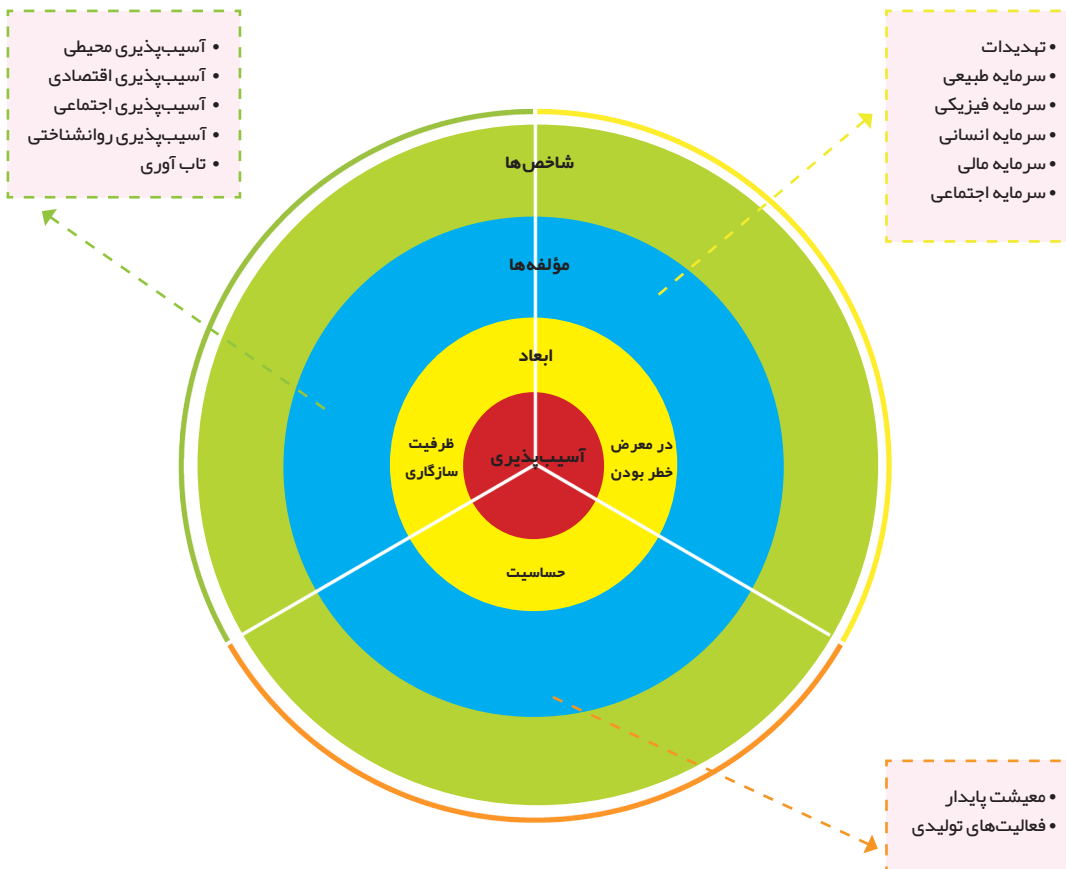 • تهدیدات
• سرمایه طبیعی
• سرمایه فیزیکی
• سرمایه انسانی
• سرمایه مالی
• سرمایه اجتماعی
• آسیب‌پذیری محیطی
• آسیب‌پذیری اقتصادی
• آسیب‌پذیری اجتماعی
• آسیب‌پذیری روانشناختی
• تاب آوری
شاخص‌ها
مؤلفه‌ها
ابعاد
در معرض
خطر بودن
آسیب‌پذیری
ظرفیت
سازگاری
حساسیت
• معیشت پایدار
• فعالیت‌های تولیدی